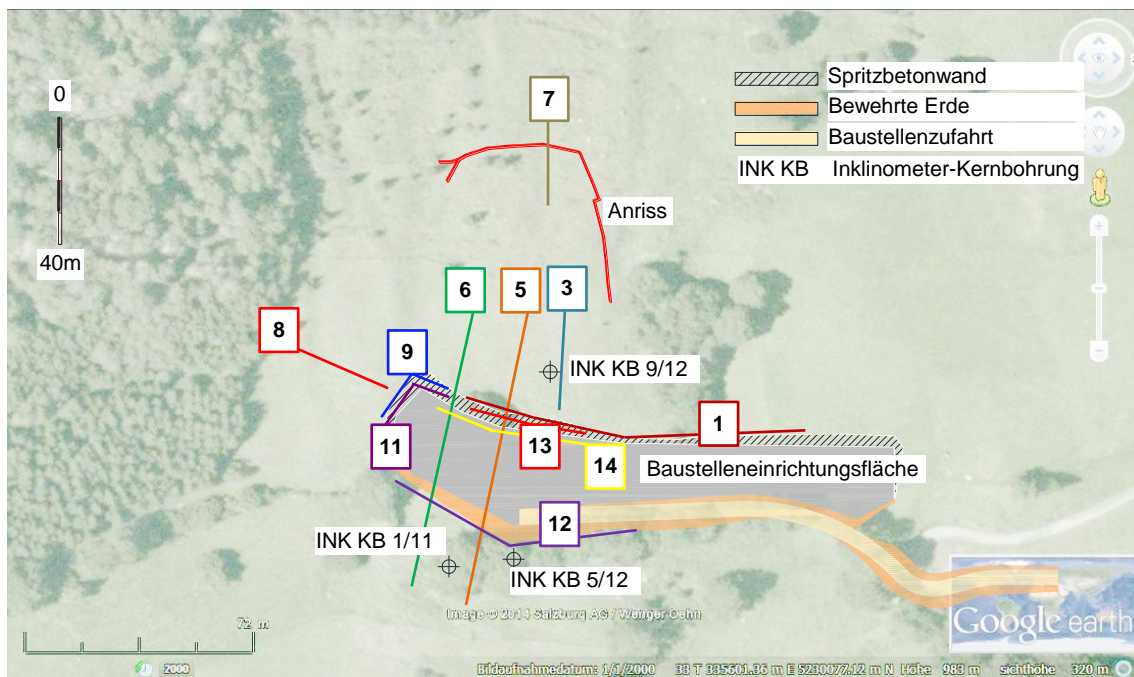 0
40m
7
Spritzbetonwand
Bewehrte Erde
Baustellenzufahrt
INK KB Inklinometer-Kernbohrung
Anriss
6
5
3
8
9
INK KB 9/12
1
11
13
14
Baustelleneinrichtungsfläche
12
INK KB 1/11
INK KB 5/12
Image © 2014 Salzburg AG / Wenger Oehn
72 m
Google earth
2000
Bildaufnahmedatum: 1/1/2000 33 T 335601.36 m E 5230077.12 m N Höhe 983 m sichthöhe 320 m